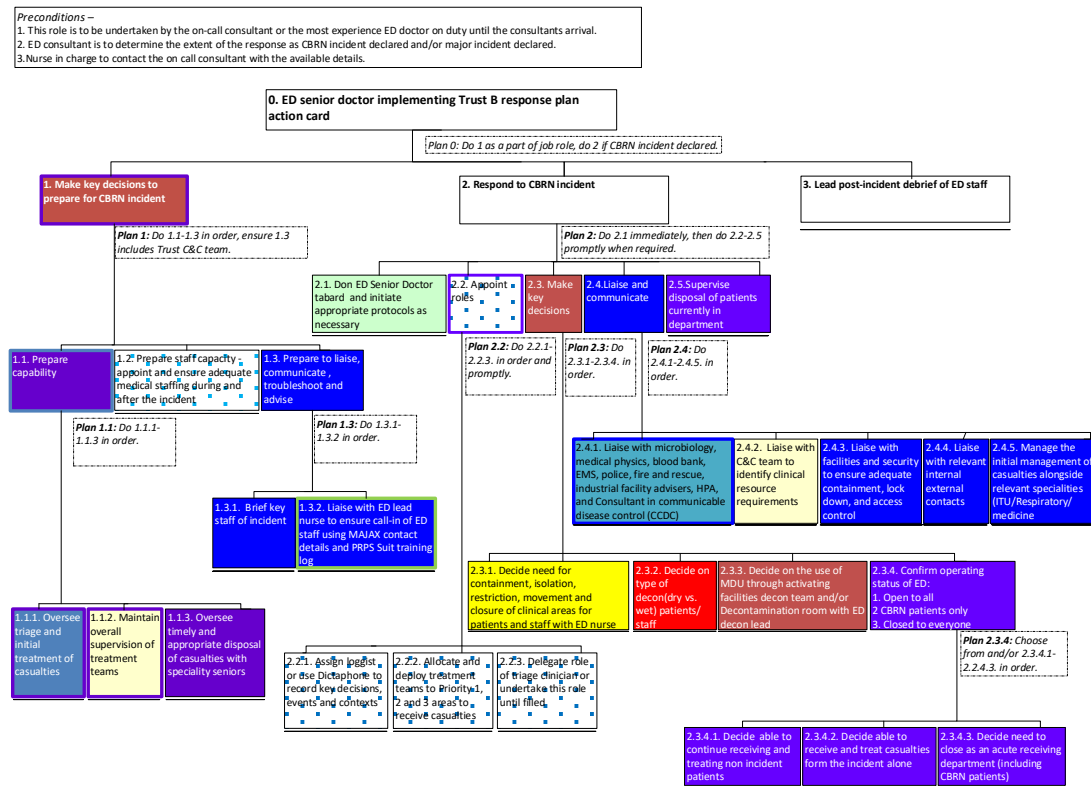 Preconditions –
1. This role is to be undertaken by the on-call consultant or the most experience ED doctor on duty until the consultants arrival.
2. ED consultant is to determine the extent of the response as CBRN incident declared and/or major incident declared.
3.Nurse in charge to contact the on call consultant with the available details.
0. ED senior doctor implementing Trust B response plan
action card
Plan 0: Do 1 as a part of job role, do 2 if CBRN incident declared.
1. Make key decisions to
prepare for CBRN incident
2. Respond to CBRN incident
3. Lead post-incident debrief of ED staff
Plan 1: Do 1.1-1.3 in order, ensure 1.3
includes Trust C&C team.
Plan 2: Do 2.1 immediately, then do 2.2-2.5
promptly when required.
2.1. Don ED Senior Doctor
tabard and initiate
appropriate protocols as
necessary
2.2. Appoint
roles
2.3. Make
key
decisions
2.4.Liaise and
communicate
2.5.Supervise
disposal of patients
currently in
department
Plan 2.2: Do 2.2.1-
2.2.3. in order and
promptly.
Plan 2.3: Do
2.3.1-2.3.4. in
order.
Plan 2.4: Do
2.4.1-2.4.5. in
order.
1.1. Prepare
capability
1.2. Prepare staff capacity -
appoint and ensure adequate
medical staffing during and
after the incident
1.3. Prepare to liaise,
communicate ,
troubleshoot and
advise
Plan 1.1: Do 1.1.1-
1.1.3 in order.
Plan 1.3: Do 1.3.1-
1.3.2 in order.
2.4.1. Liaise with microbiology,
medical physics, blood bank,
EMS, police, fire and rescue,
industrial facility advisers, HPA,
and Consultant in communicable
disease control (CCDC)
2.4.2. Liaise with
C&C team to
identify clinical
resource
requirements
2.4.3. Liaise with
facilities and security
to ensure adequate
containment, lock
down, and access
control
2.4.4. Liaise
with relevant
internal
external
contacts
2.4.5. Manage the
initial management of
casualties alongside
relevant specialities
(ITU/Respiratory/
medicine
1.3.1. Brief key
staff of incident
1.3.2. Liaise with ED lead
nurse to ensure call-in of ED
staff using MAJAX contact
details and PRPS Suit training
log
2.3.1. Decide need for
containment, isolation,
restriction, movement and
closure of clinical areas for
patients and staff with ED nurse
2.3.2. Decide on
type of
decon(dry vs.
wet) patients/
staff
2.3.3. Decide on the use of
MDU through activating
facilities decon team and/or
Decontamination room with ED
decon lead
2.3.4. Confirm operating
status of ED:
1. Open to all
2 CBRN patients only
3. Closed to everyone
1.1.1. Oversee
triage and
initial
treatment of
casualties
1.1.2. Maintain
overall
supervision of
treatment
teams
1.1.3. Oversee
timely and
appropriate disposal
of casualties with
speciality seniors
Plan 2.3.4: Choose
from and/or 2.3.4.1-
2.2.4.3. in order.
2.2.1. Assign loggist
or use Dictaphone to
record key decisions,
events and contexts
2.2.2. Allocate and
deploy treatment
teams to Priority 1,
2 and 3 areas to
receive casualties
2.2.3. Delegate role
of triage clinician or
undertake this role
until filled
2.3.4.1. Decide able to
continue receiving and
treating non incident
patients
2.3.4.2. Decide able to
receive and treat casualties
form the incident alone
2.3.4.3. Decide need to
close as an acute receiving
department (including
CBRN patients)